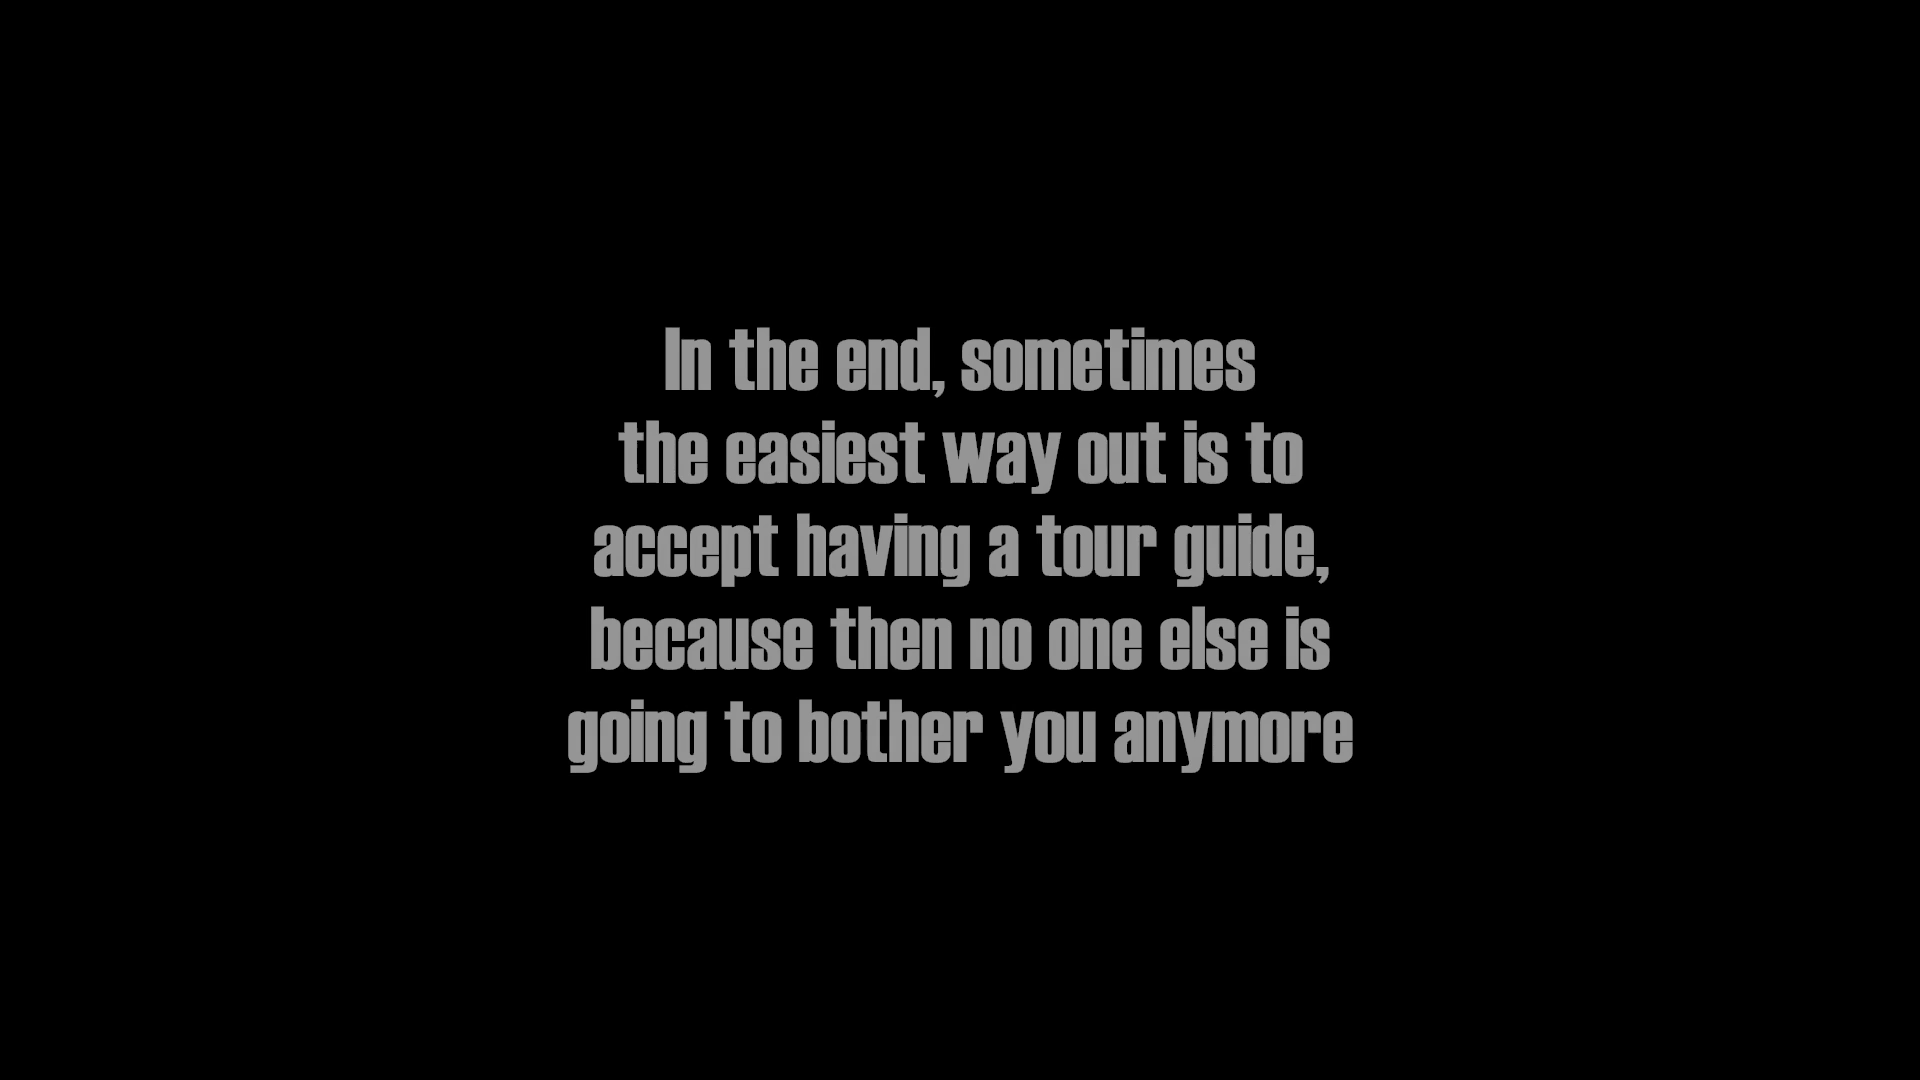 In the end, sometimes
the easiest way out is to
accept having a tour guide,
because then no one else is
going to bother you anymore